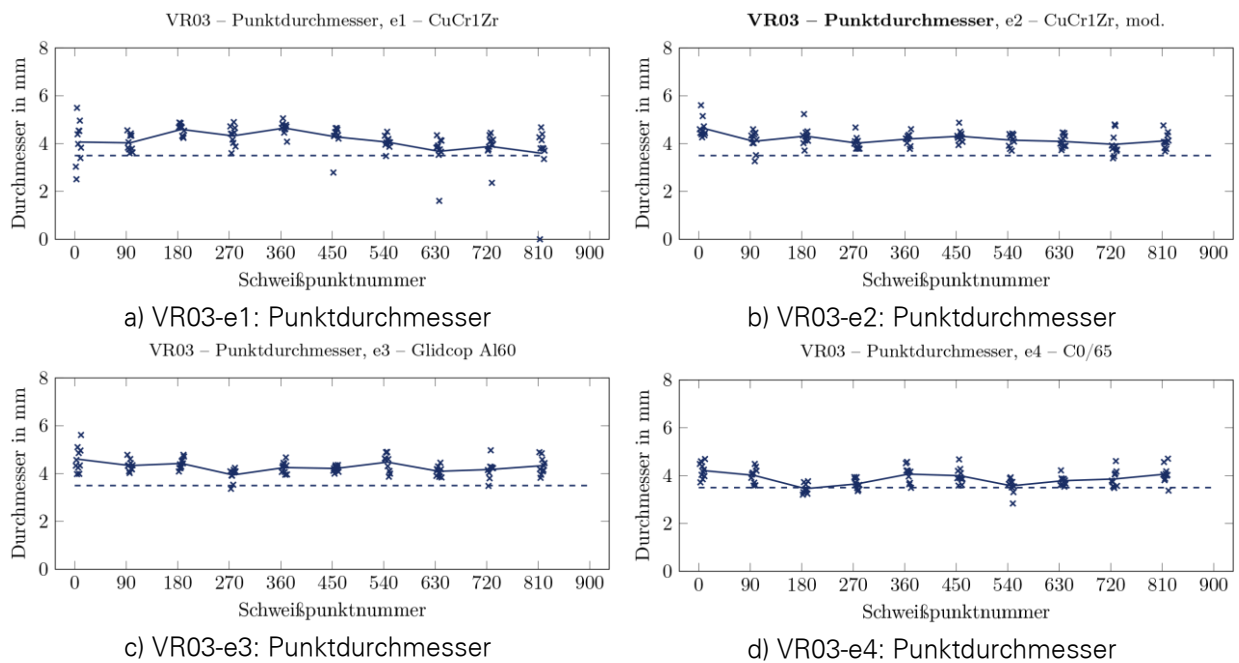 VR03 – Punktdurchmesser, e1 – CuCr1Zr
Durchmesser in mm
8
6
4
2
0
0 90 180 270 360 450 540 630 720 810 900
Schweißpunktnummer
a) VR03-e1: Punktdurchmesser
VR03 – Punktdurchmesser, e2 – CuCr1Zr, mod.
Durchmesser in mm
8
6
4
2
0
0 90 180 270 360 450 540 630 720 810 900
Schweißpunktnummer
b) VR03-e2: Punktdurchmesser
VR03 – Punktdurchmesser, e3 – Glidcop Al60
Durchmesser in mm
8
6
4
2
0
0 90 180 270 360 450 540 630 720 810 900
Schweißpunktnummer
c) VR03-e3: Punktdurchmesser
VR03 – Punktdurchmesser, e4 – C0/65
Durchmesser in mm
8
6
4
2
0
0 90 180 270 360 450 540 630 720 810 900
Schweißpunktnummer
d) VR03-e4: Punktdurchmesser